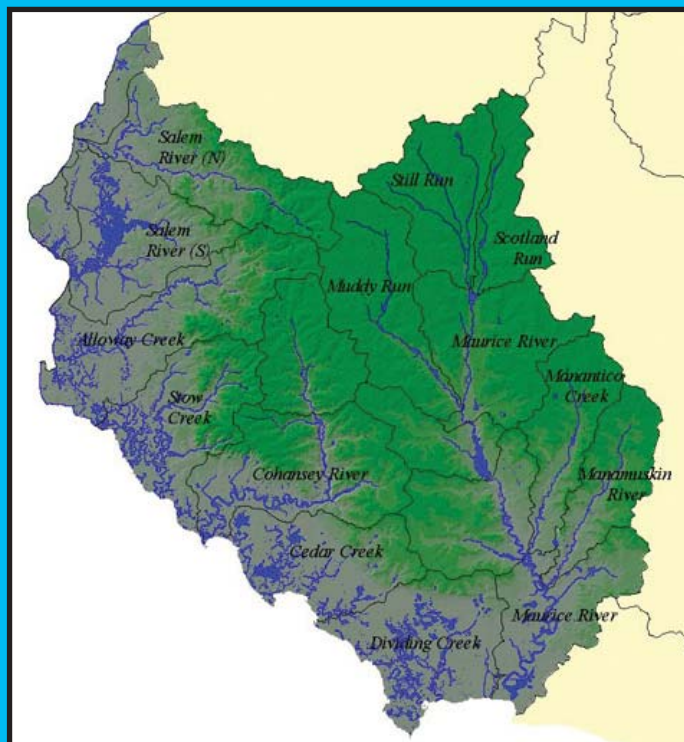 Salem
River (N)
Still Run
Salem
River (S)
Scotland
Run
Muddy Run
Alloway Creek
Maurice River
Manantico
Creek
Stow
Creek
Cohansey River
Manamuskin
River
Cedar Creek
Maurice River
Dividing Creek